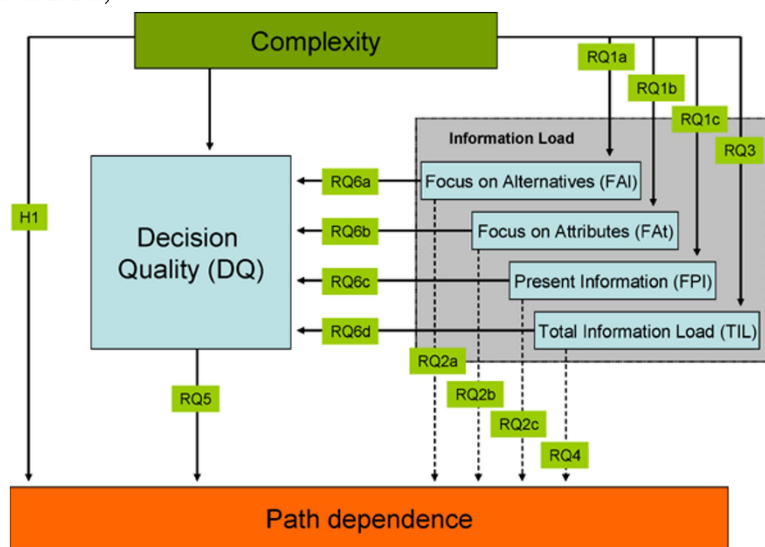 Complexity
RQ1a
RQ1b
RQ1c
RQ3
Information Load
RQ6a
Focus on Alternatives (FAl)
H1
RQ6b
Focus on Attributes (FAt)
Decision
Quality (DQ)
RQ6c
Present Information (FPI)
RQ6d
Total Information Load (TIL)
RQ2a
RQ5
RQ2b
RQ2c
RQ4
Path dependence